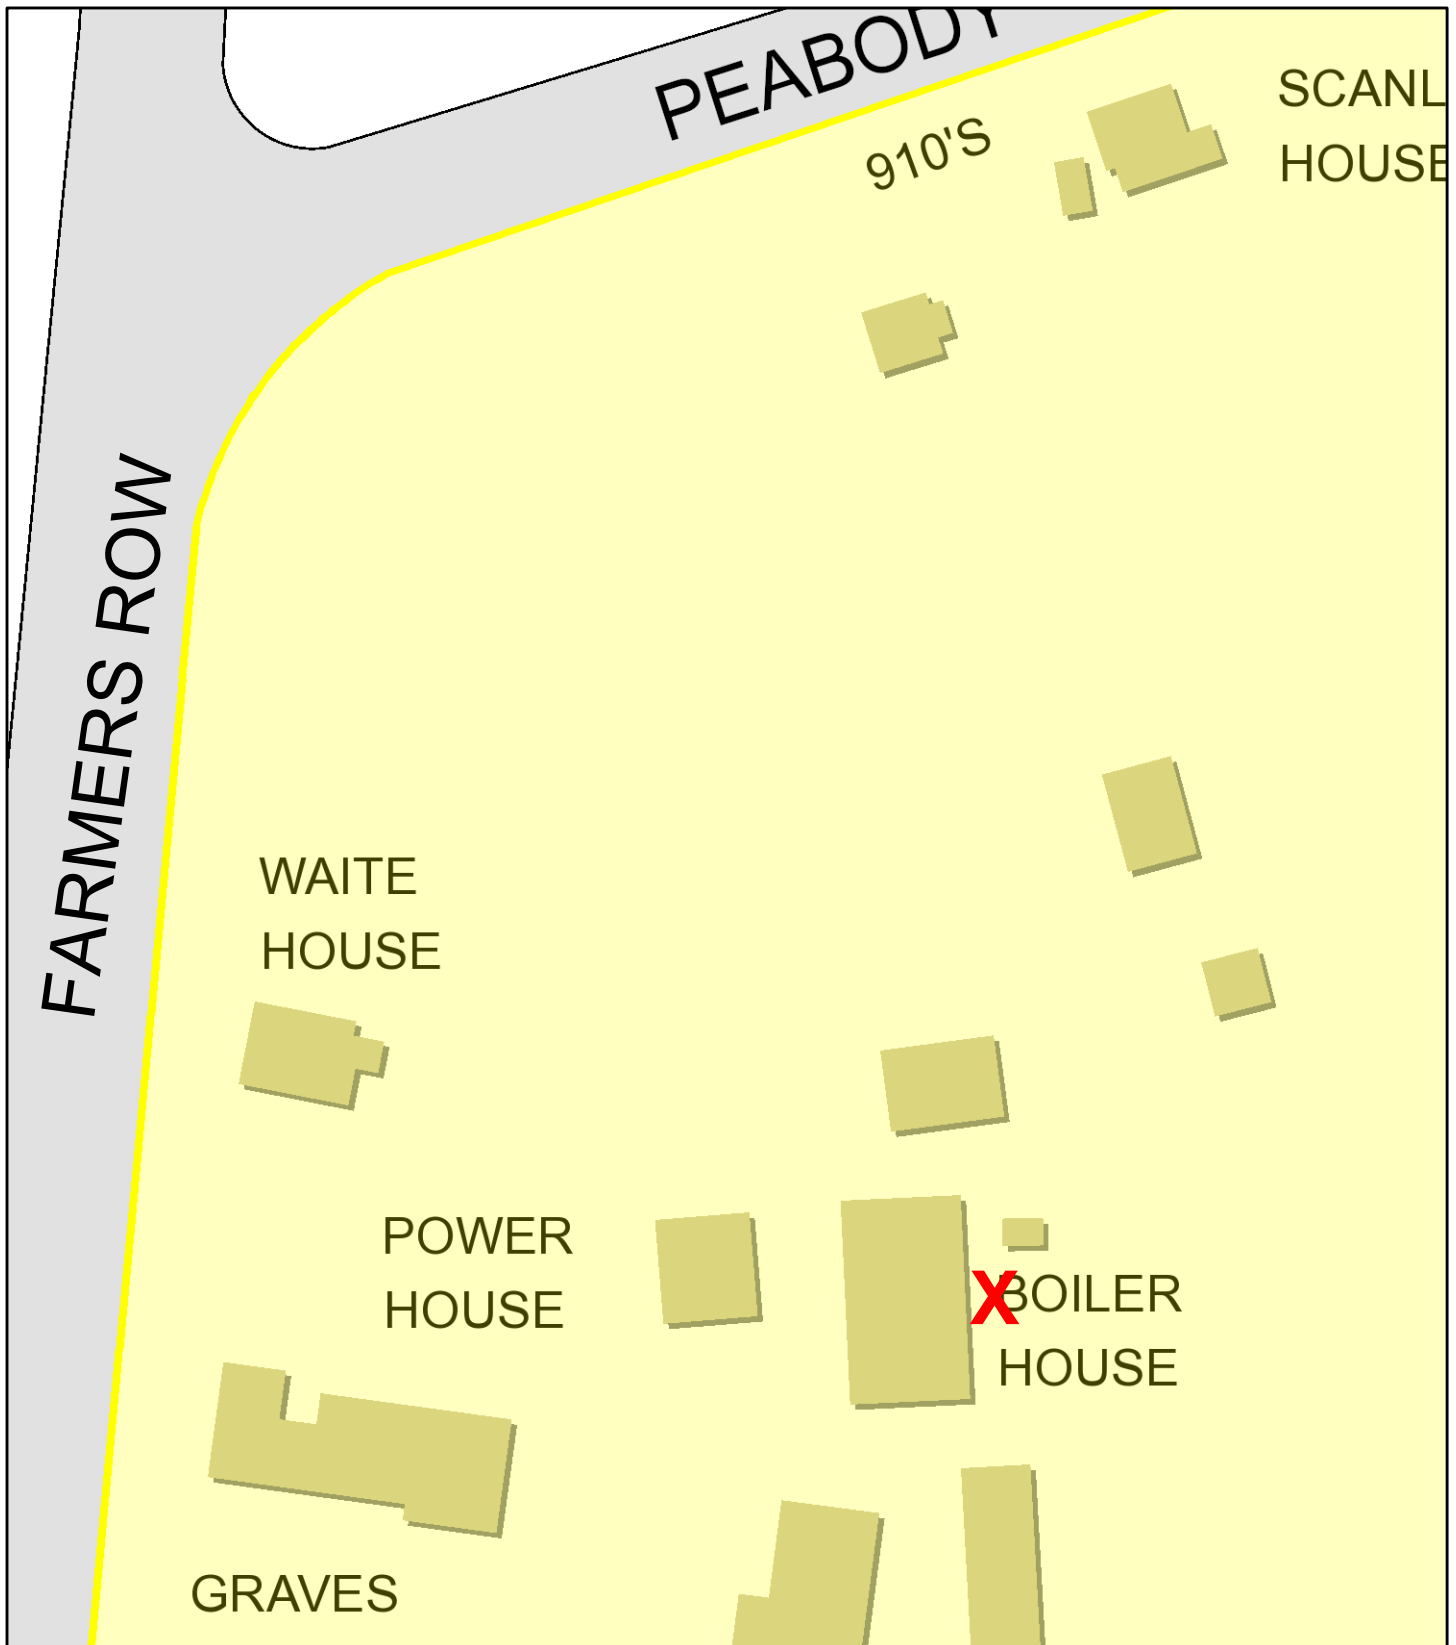 PEABODY
SCANL
HOUSE
910'S
FARMERS ROW
WAITE
HOUSE
POWER
HOUSE
X
BOILER
HOUSE
GRAVES